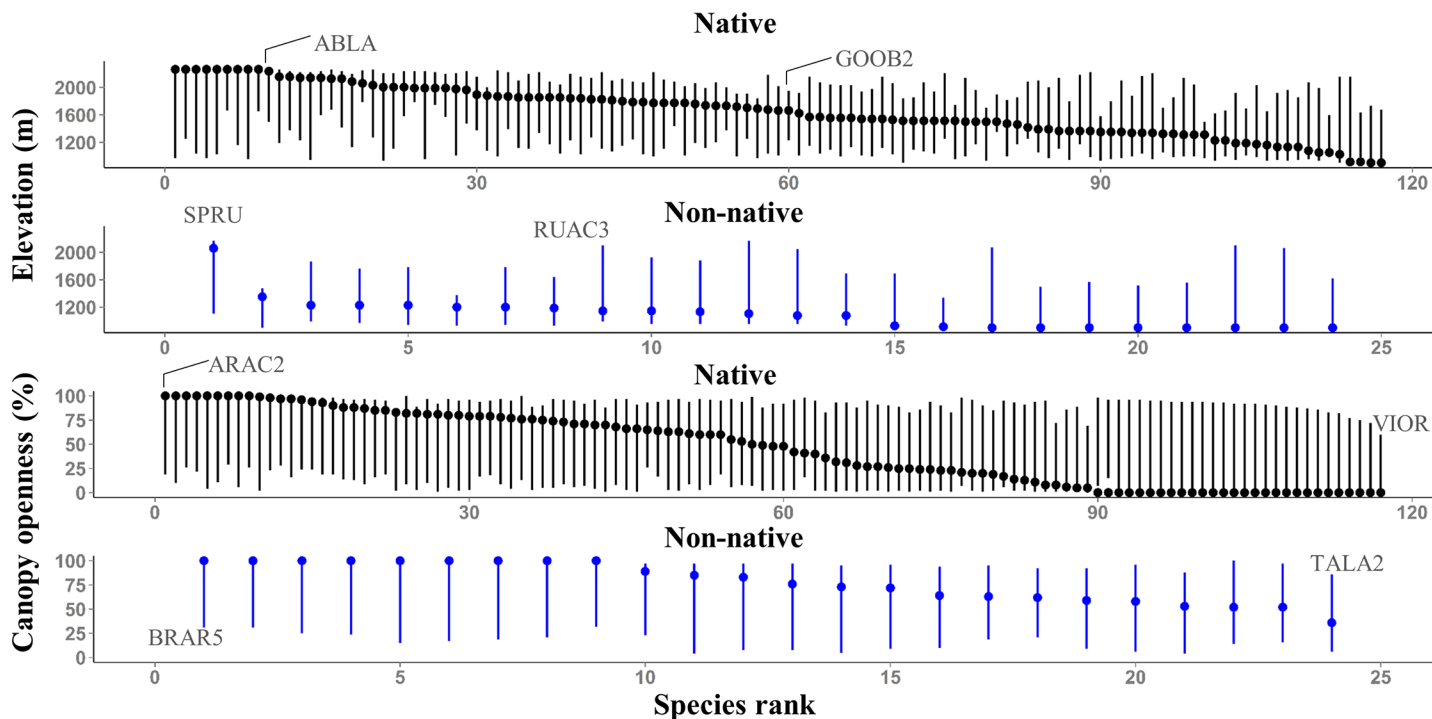 Native
ABLA
GOOB2
2000
1600
1200
0 30 60 90 120
Elevation (m)
Non-native
SPRU
RUAC3
2000
1600
1200
0 5 10 15 20 25
Native
ARAC2
VIOR
100
75
50
25
0
0 30 60 90 120
Canopy openness (%)
Non-native
BRAR5
TALA2
100
75
50
25
0
0 5 10 15 20 25
Species rank